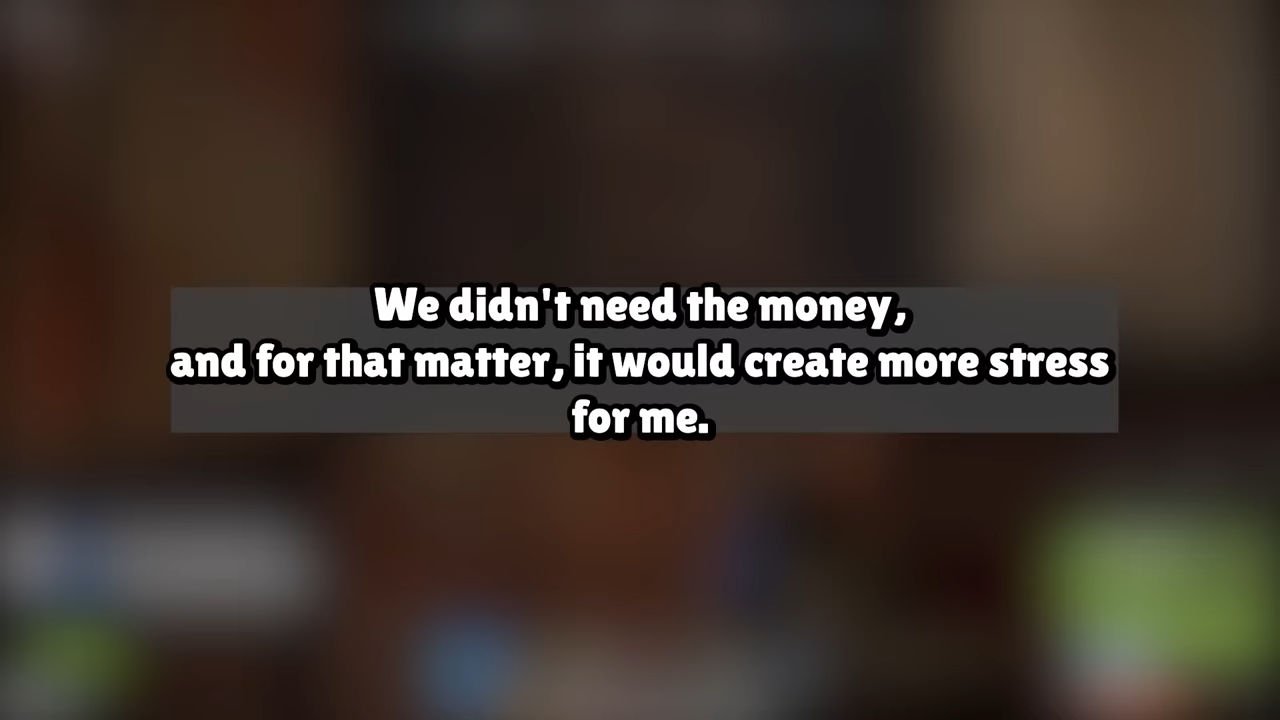 We didn't need the money,
and for that matter, it would create more stress
for me.